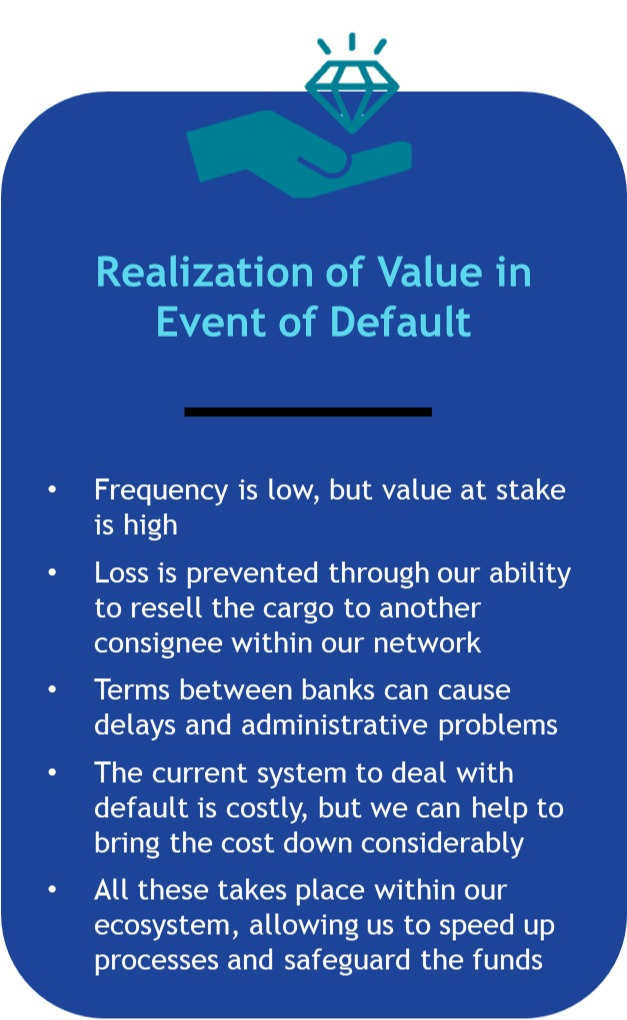 Realization of Value in
Event of Default
• Frequency is low, but value at stake
is high
• Loss is prevented through our ability
to resell the cargo to another
consignee within our network
• Terms between banks can cause
delays and administrative problems
• The current system to deal with
default is costly, but we can help to
bring the cost down considerably
• All these takes place within our
ecosystem, allowing us to speed up
processes and safeguard the funds